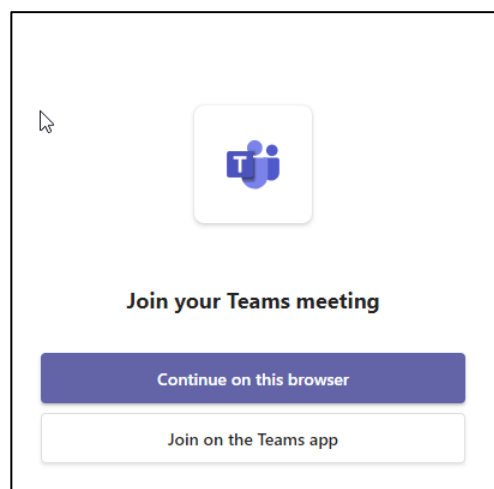 T
Join your Teams meeting
Continue on this browser
Join on the Teams app